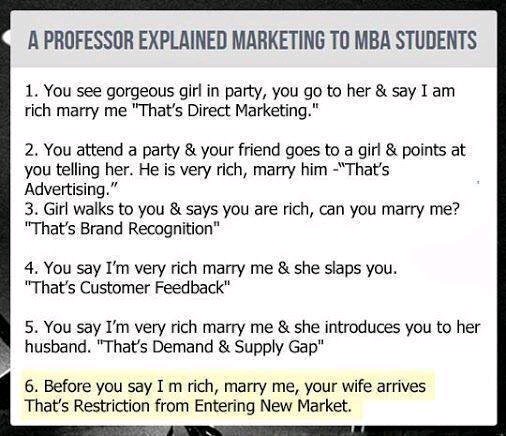 A PROFESSOR EXPLAINED MARKETING TO MBA STUDENTS
1. You see gorgeous girl in party, you go to her & say I am
rich marry me "That's Direct Marketing."
2. You attend a party & your friend goes to a girl & points at
you telling her. He is very rich, marry him -“That's
Advertising.”
3. Girl walks to you & says you are rich, can you marry me?
"That's Brand Recognition"
4. You say I'm very rich marry me & she slaps you.
"That's Customer Feedback"
5. You say I'm very rich marry me & she introduces you to her
husband. "That's Demand & Supply Gap"
6. Before you say I m rich, marry me, your wife arrives
That's Restriction from Entering New Market.